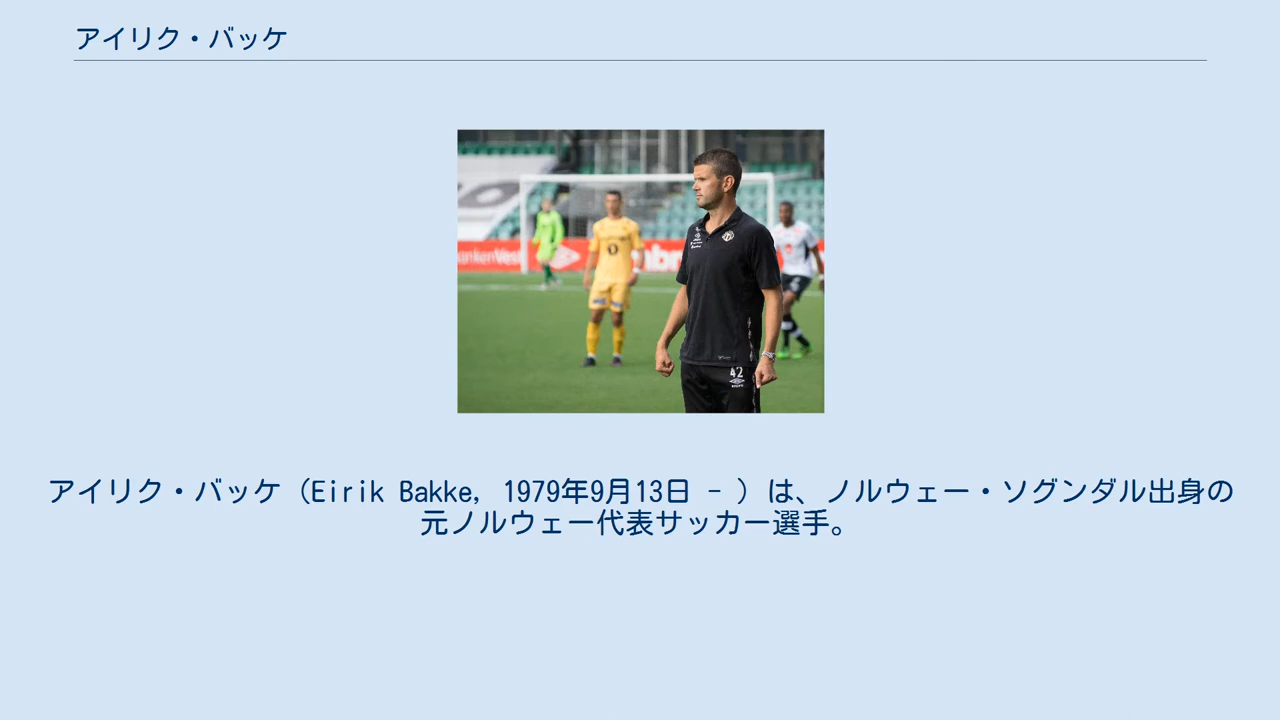 アイリク・バッケ
アイリク・バッケ（Eirik Bakke, 1979年9月13日 - ）は、ノルウェー・ソグンダル出身の
元ノルウェー代表サッカー選手。
42